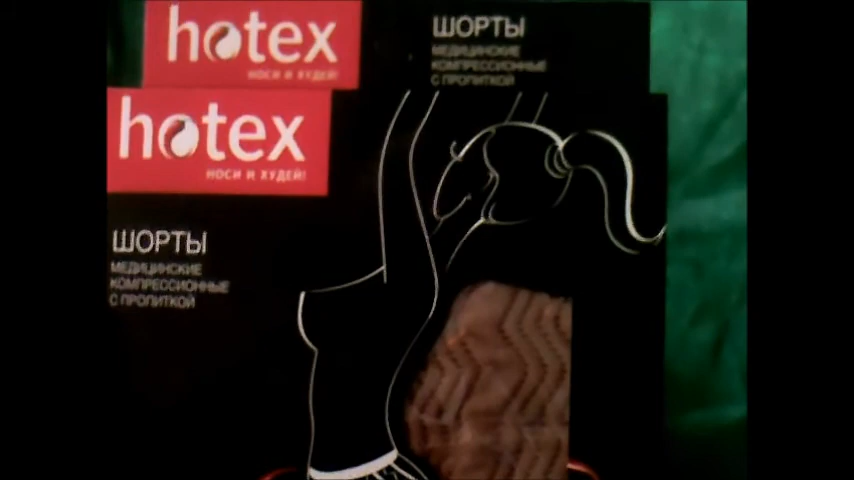 hotex
НОСИ И ХУДЕЙ!
ШОРТЫ
МЕДИЦИНСКИЕ
КОМПРЕССИОННЫЕ
С ПРОПИТКОЙ
hotex
НОСИ И ХУДЕЙ!
ШОРТЫ
МЕДИЦИНСКИЕ
КОМПРЕССИОННЫЕ
С ПРОПИТКОЙ